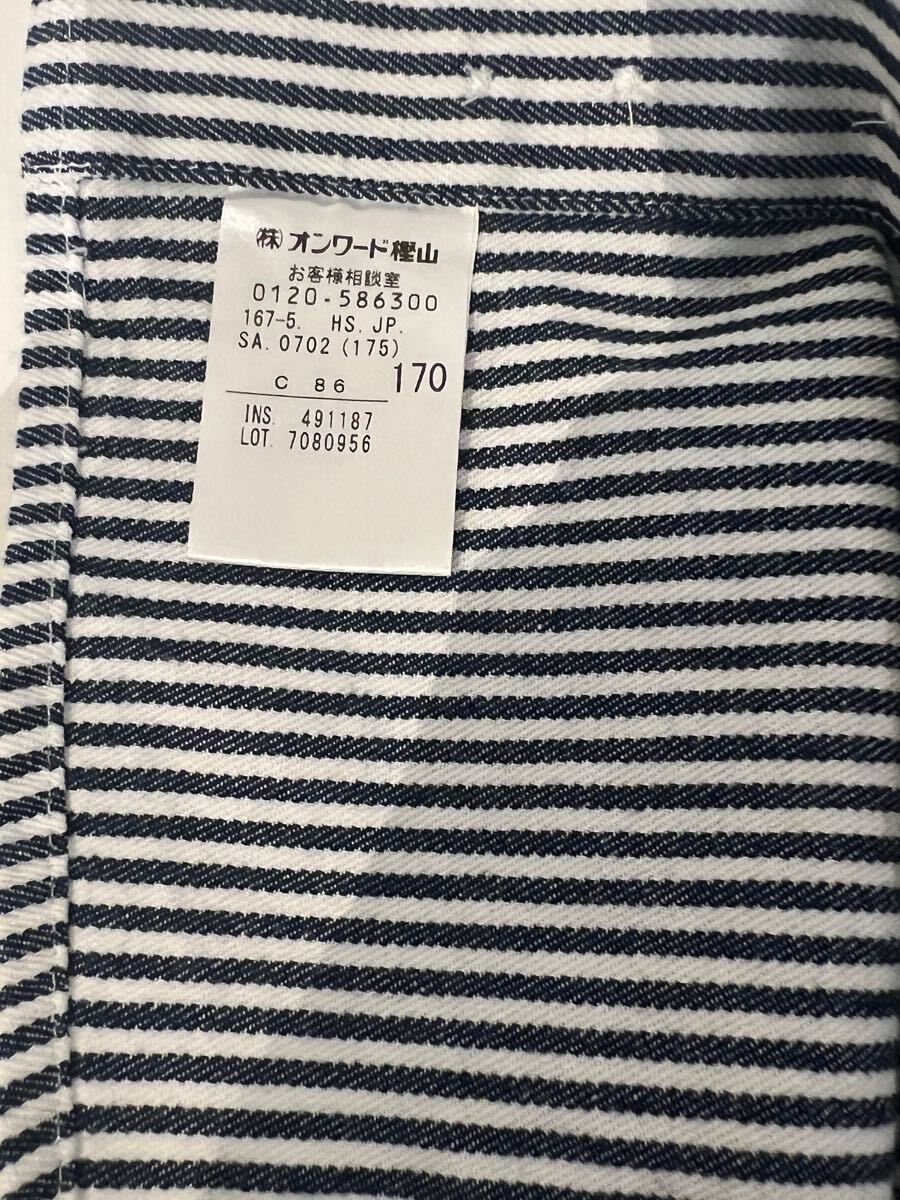 ㈱オンワード樫山
お客様相談室
0120-586300
167-5. HS.JP.
SA.0702(175)
C 86 170
INS. 491187
LOT. 7080956